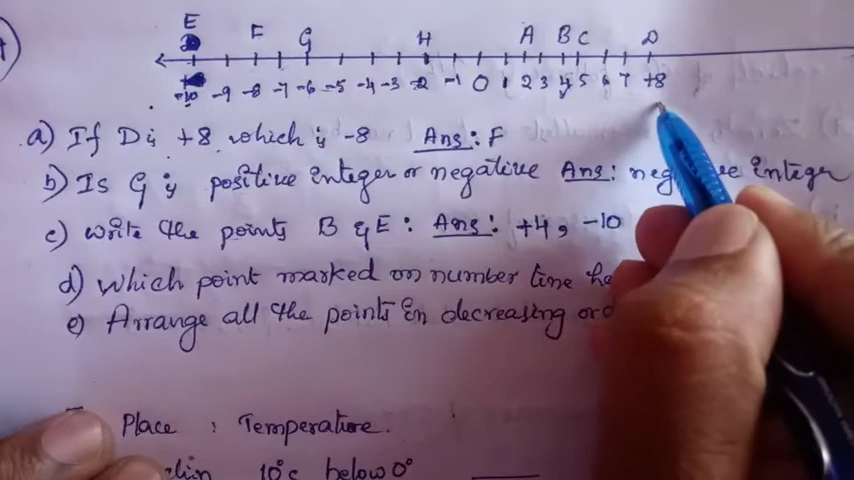 E F G H A B C D
-10 -9 -8 -7 -6 -5 -4 -3 -2 -1 0 1 2 3 4 5 6 7 +8
a) If D is +8 which is -8 Ans: F
b) Is G is positive integer or negative Ans: negative integer
c) write the points B & E: Ans: +4, -10
d) Which point marked on number line
e) Arrange all the points in decreasing
Place : Temperature.
10°c below 0°